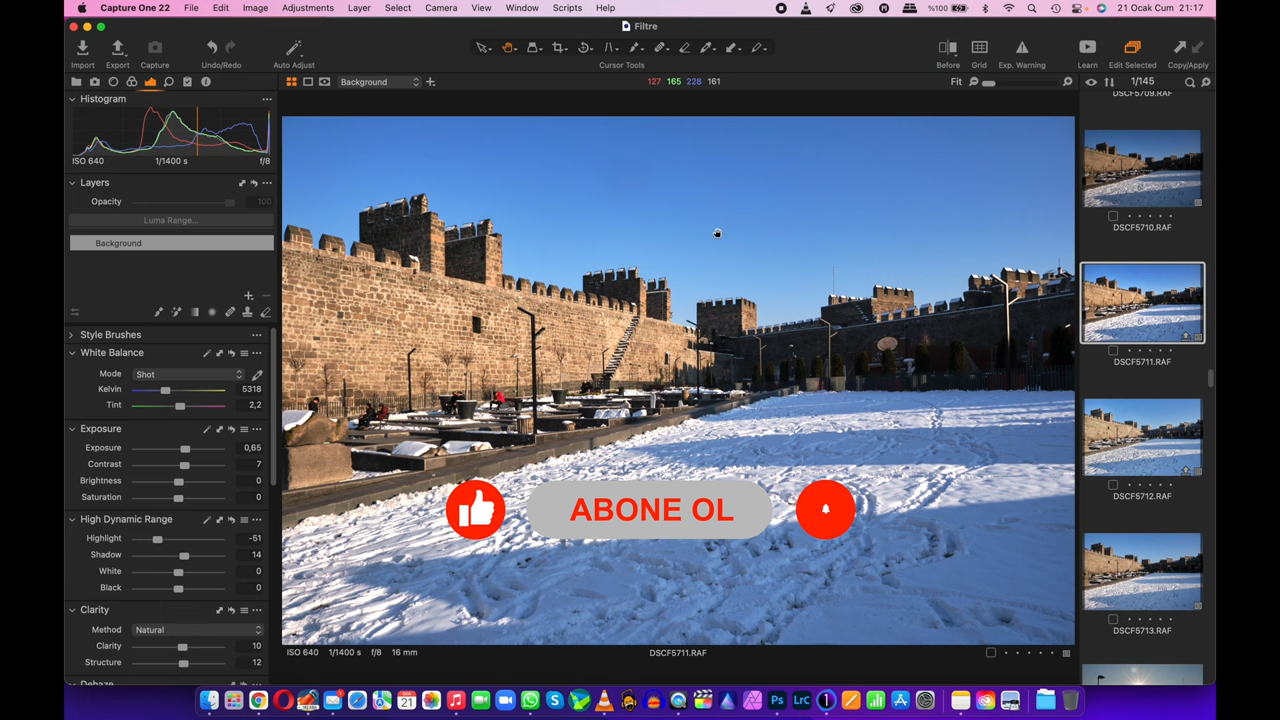 Capture One 22 File Edit Image Adjustments Layer Select Camera View Window Scripts Help %100 21 Ocak Cum 21:17
Filtre
Import Export Capture Undo/Redo Auto Adjust Cursor Tools Before Grid Exp. Warning Learn Edit Selected Copy/Apply
Background 127 165 228 161 Fit 1/145
DSCF5709.RAF
Histogram
ISO 640 1/1400 s f/8
Layers
Opacity 100
Luma Range...
Background
Style Brushes
White Balance
Mode Shot
Kelvin 5318
Tint 2,2
Exposure
Exposure 0,65
Contrast 7
Brightness 0
Saturation 0
High Dynamic Range
Highlight -51
Shadow 14
White 0
Black 0
Clarity
Method Natural
Clarity 10
Structure 12
Dehaze
ABONE OL
ISO 640 1/1400 s f/8 16 mm DSCF5711.RAF
DSCF5710.RAF
DSCF5711.RAF
DSCF5712.RAF
DSCF5713.RAF
21 Ps LrC 1